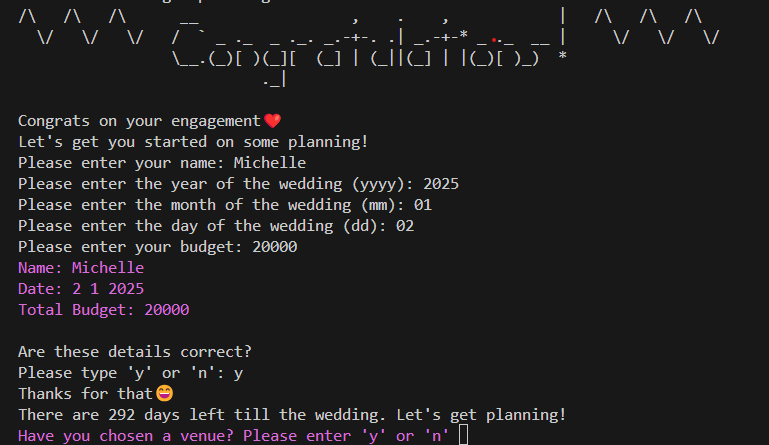 Congratulations!
Congrats on your engagement❤️
Let's get you started on some planning!
Please enter your name: Michelle
Please enter the year of the wedding (yyyy): 2025
Please enter the month of the wedding (mm): 01
Please enter the day of the wedding (dd): 02
Please enter your budget: 20000
Name: Michelle
Date: 2 1 2025
Total Budget: 20000
Are these details correct?
Please type 'y' or 'n': y
Thanks for that😄
There are 292 days left till the wedding. Let's get planning!
Have you chosen a venue? Please enter 'y' or 'n'